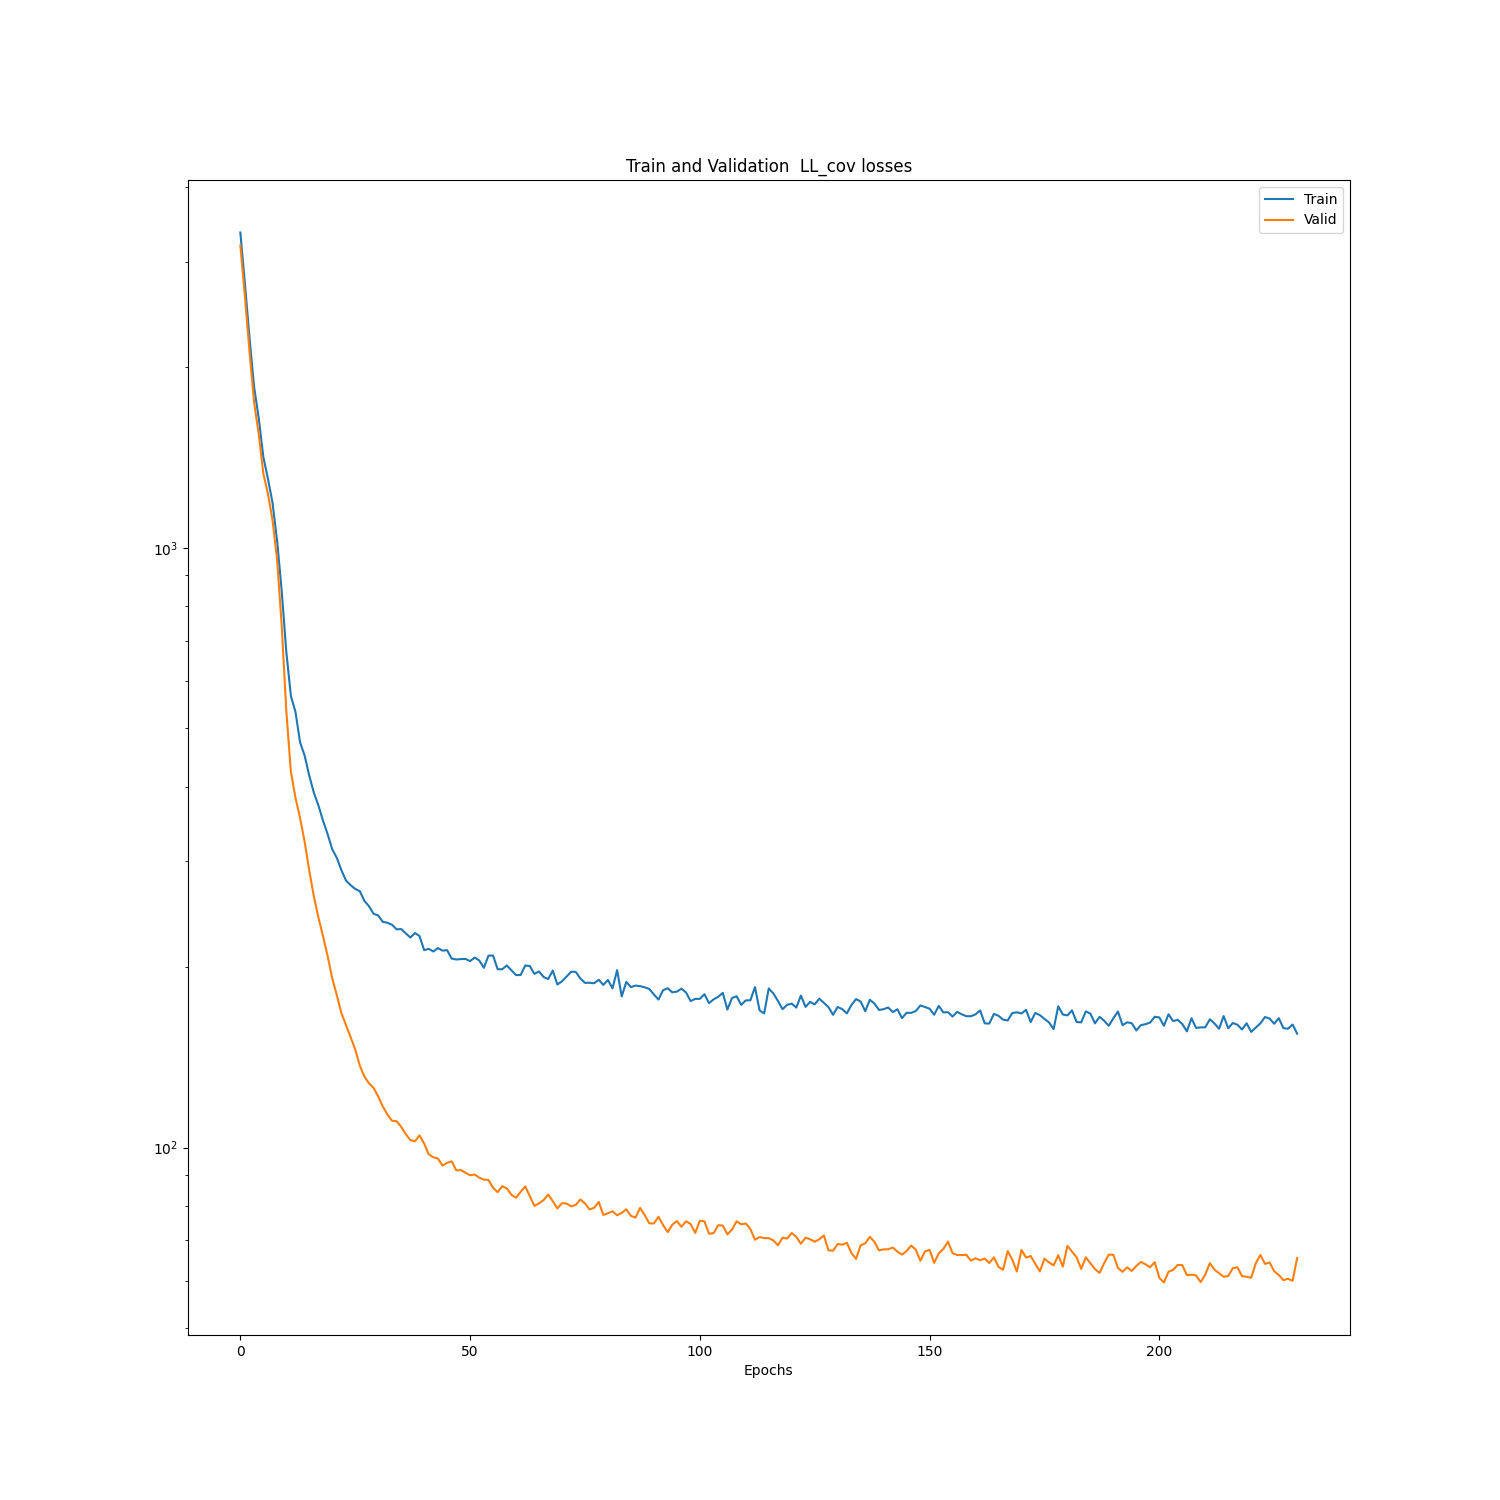 Train and Validation  LL_cov losses
Train
Valid
10³
10²
0 50 100 150 200
Epochs